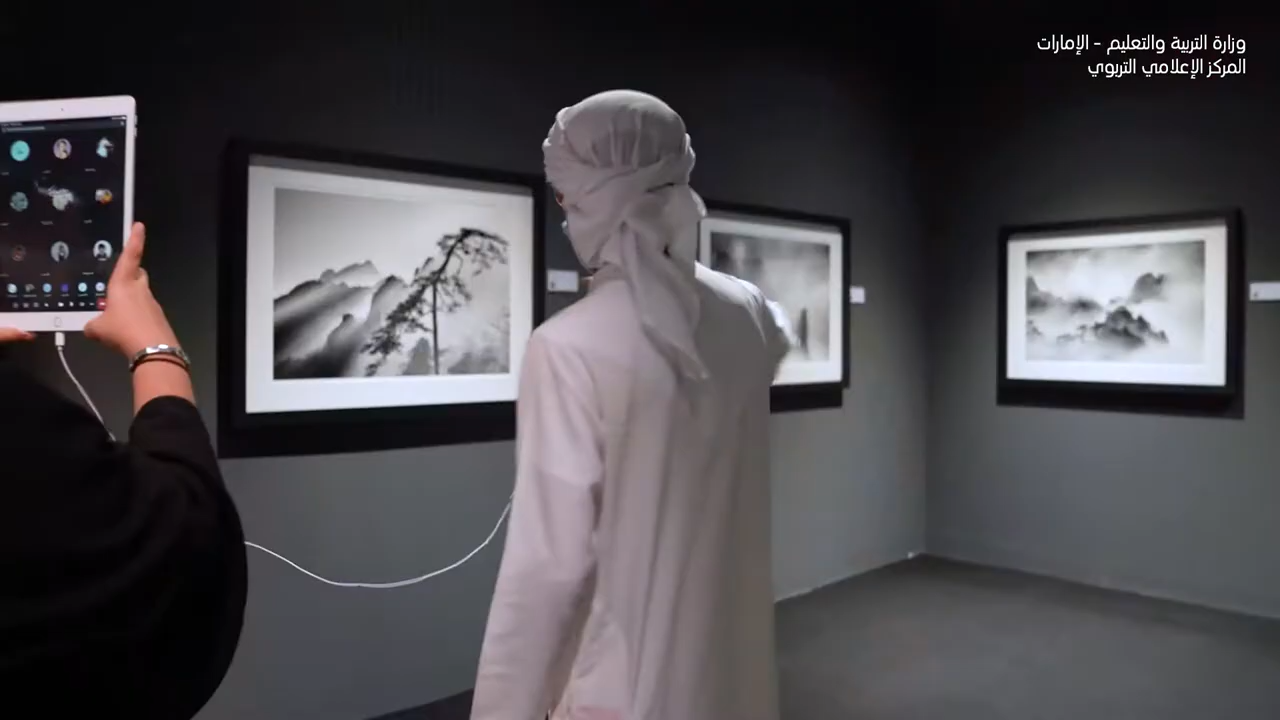 وزارة التربية والتعليم - الإمارات
المركز الإعلامي التربوي